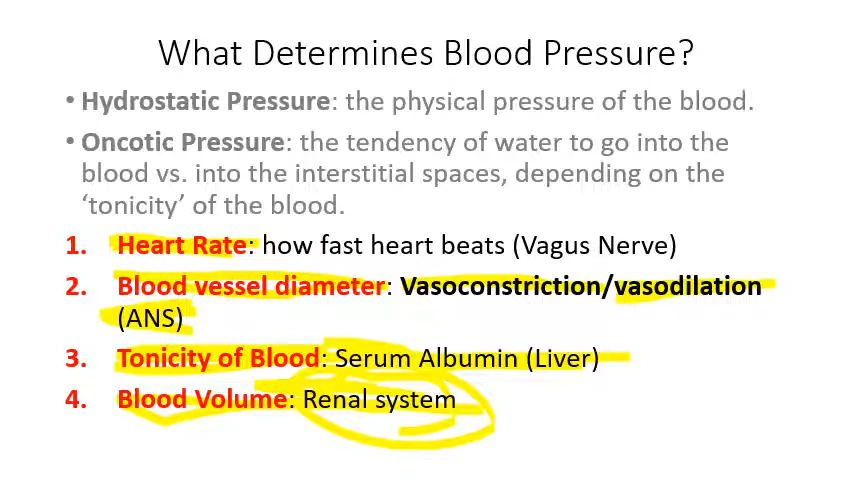 What Determines Blood Pressure?
• Hydrostatic Pressure: the physical pressure of the blood.
• Oncotic Pressure: the tendency of water to go into the
blood vs. into the interstitial spaces, depending on the
‘tonicity’ of the blood.
1. Heart Rate: how fast heart beats (Vagus Nerve)
2. Blood vessel diameter: Vasoconstriction/vasodilation
(ANS)
3. Tonicity of Blood: Serum Albumin (Liver)
4. Blood Volume: Renal system